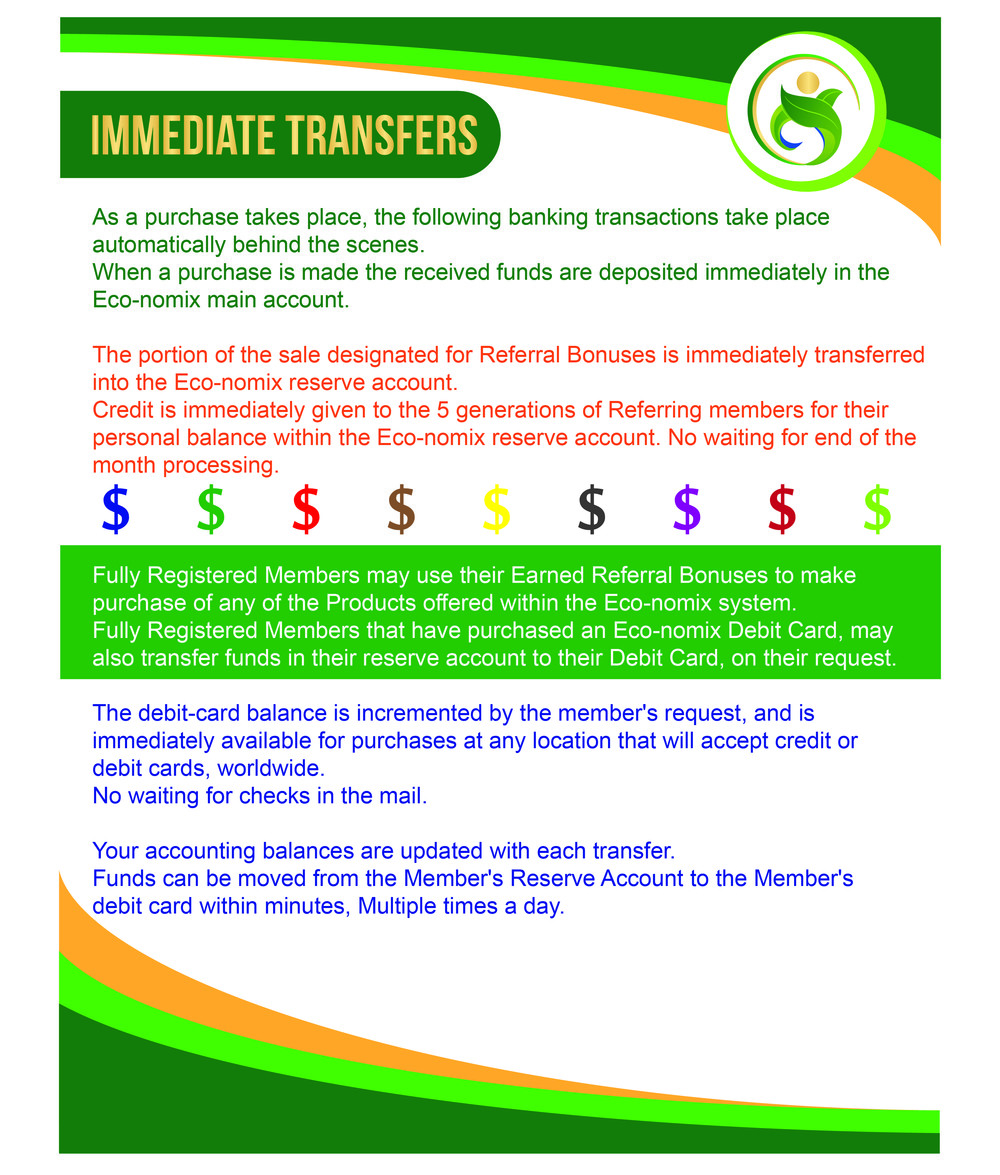 IMMEDIATE TRANSFERS
As a purchase takes place, the following banking transactions take place
automatically behind the scenes.
When a purchase is made the received funds are deposited immediately in the
Eco-nomix main account.
The portion of the sale designated for Referral Bonuses is immediately transferred
into the Eco-nomix reserve account.
Credit is immediately given to the 5 generations of Referring members for their
personal balance within the Eco-nomix reserve account. No waiting for end of the
month processing.
$ $ $ $ $ $ $ $ $
Fully Registered Members may use their Earned Referral Bonuses to make
purchase of any of the Products offered within the Eco-nomix system.
Fully Registered Members that have purchased an Eco-nomix Debit Card, may
also transfer funds in their reserve account to their Debit Card, on their request.
The debit-card balance is incremented by the member's request, and is
immediately available for purchases at any location that will accept credit or
debit cards, worldwide.
No waiting for checks in the mail.
Your accounting balances are updated with each transfer.
Funds can be moved from the Member's Reserve Account to the Member's
debit card within minutes, Multiple times a day.